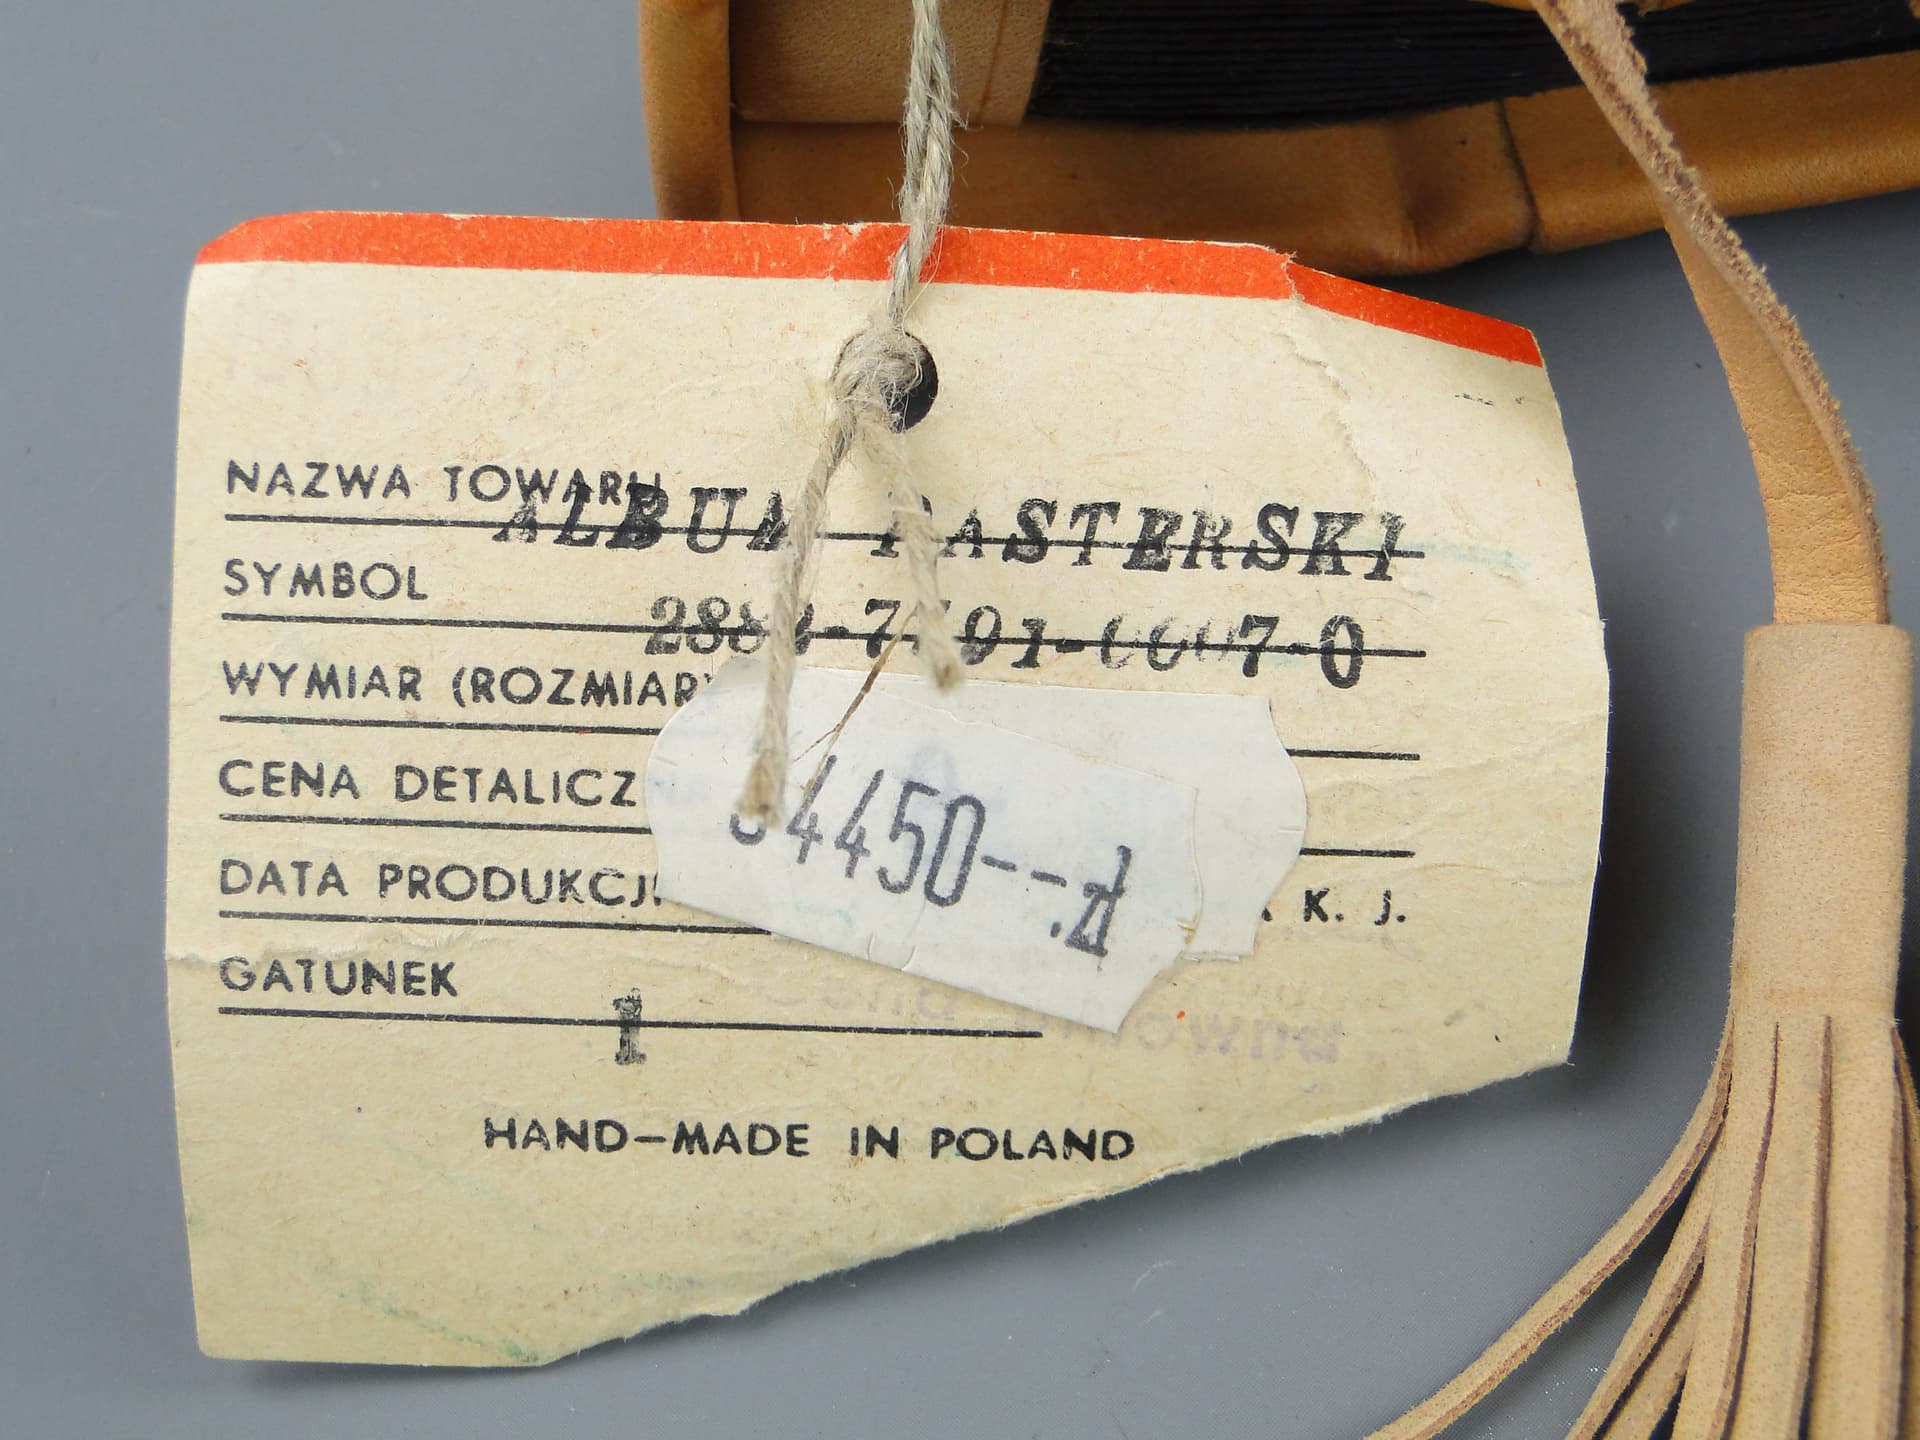 NAZWA TOWARU ALBUM PASTERSKI
SYMBOL
WYMIAR (ROZMIAR)
CENA DETALICZ
4450--.zł
DATA PRODUKCJI K. J.
GATUNEK 1
HAND-MADE IN POLAND